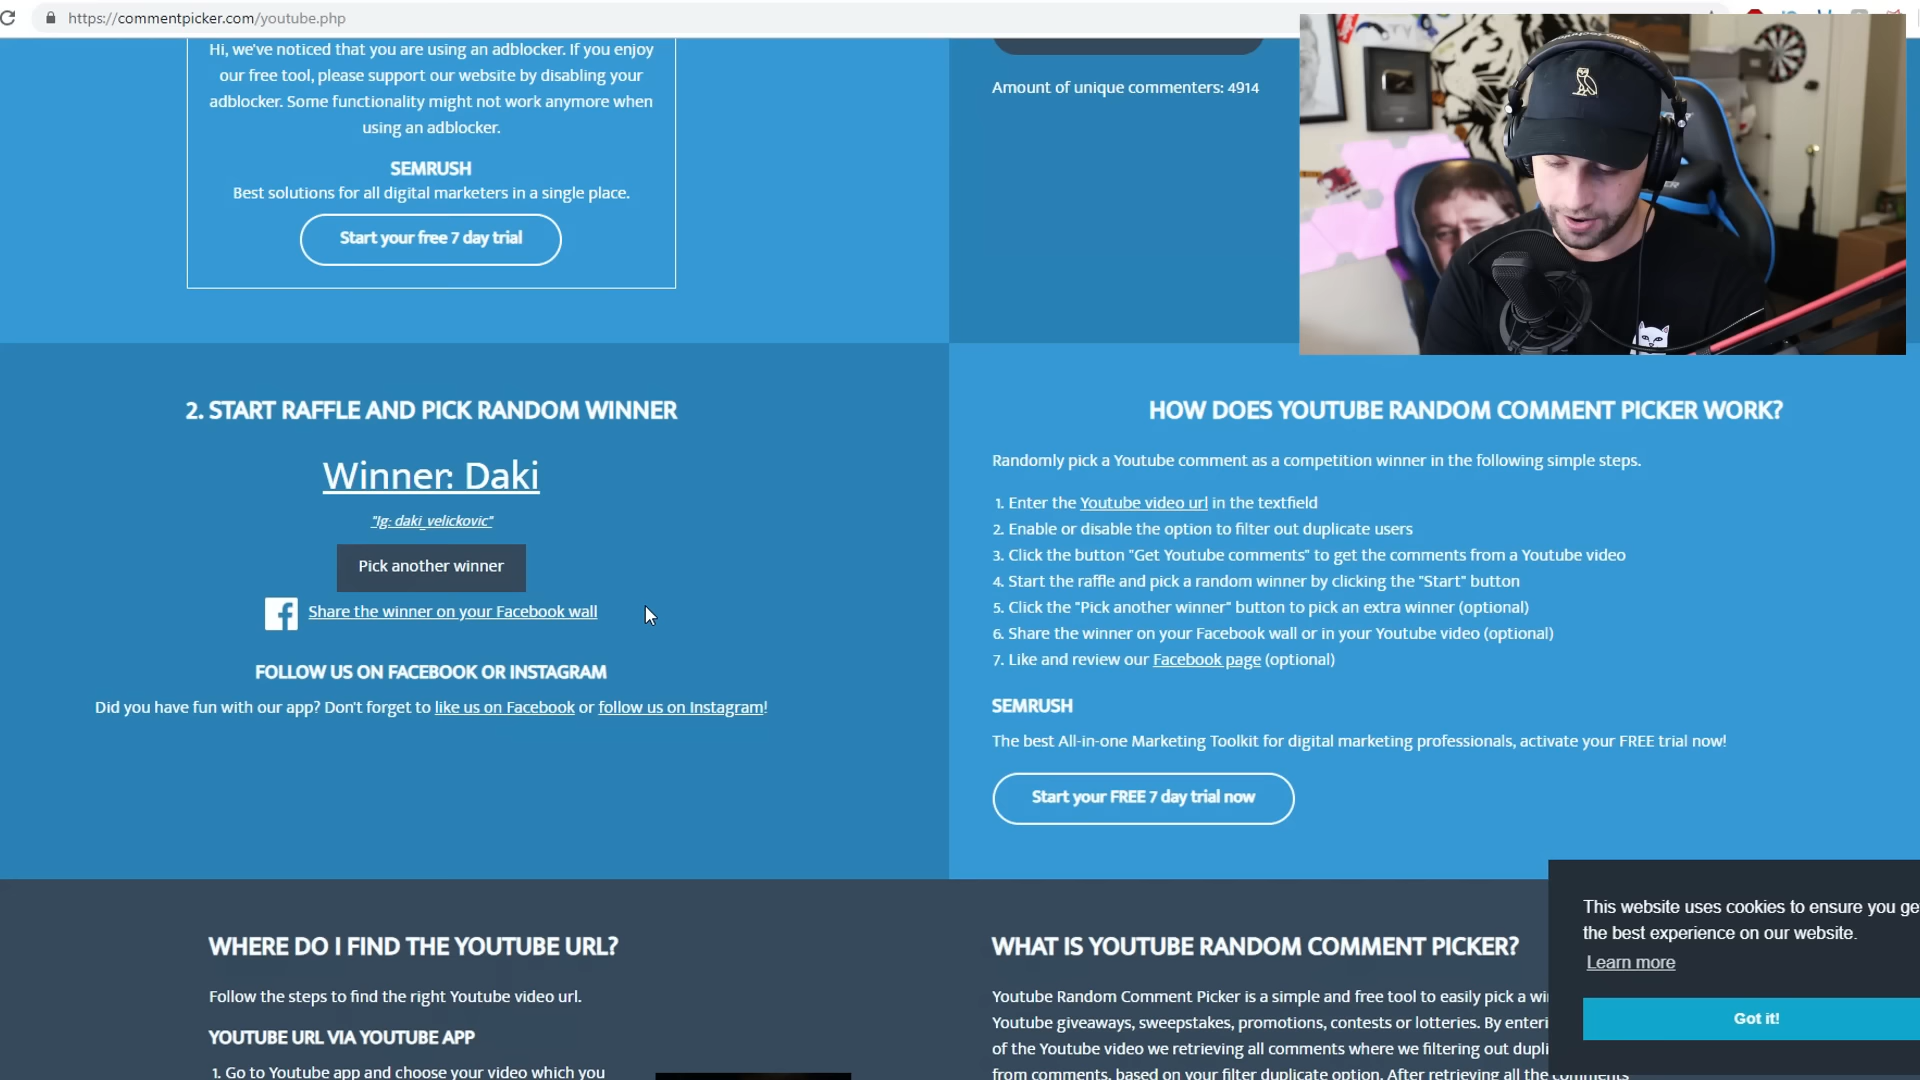 https://commentpicker.com/youtube.php
Hi, we've noticed that you are using an adblocker. If you enjoy
our free tool, please support our website by disabling your
adblocker. Some functionality might not work anymore when
using an adblocker.
SEMRUSH
Best solutions for all digital marketers in a single place.
Start your free 7 day trial
Amount of unique commenters: 4914
2. START RAFFLE AND PICK RANDOM WINNER
Winner: Daki
"Ig: daki_velickovic"
Pick another winner
Share the winner on your Facebook wall
FOLLOW US ON FACEBOOK OR INSTAGRAM
Did you have fun with our app? Don't forget to like us on Facebook or follow us on Instagram!
HOW DOES YOUTUBE RANDOM COMMENT PICKER WORK?
Randomly pick a Youtube comment as a competition winner in the following simple steps.
1. Enter the Youtube video url in the textfield
2. Enable or disable the option to filter out duplicate users
3. Click the button "Get Youtube comments" to get the comments from a Youtube video
4. Start the raffle and pick a random winner by clicking the "Start" button
5. Click the "Pick another winner" button to pick an extra winner (optional)
6. Share the winner on your Facebook wall or in your Youtube video (optional)
7. Like and review our Facebook page (optional)
SEMRUSH
The best All-in-one Marketing Toolkit for digital marketing professionals, activate your FREE trial now!
Start your FREE 7 day trial now
WHERE DO I FIND THE YOUTUBE URL?
Follow the steps to find the right Youtube video url.
YOUTUBE URL VIA YOUTUBE APP
1. Go to Youtube app and choose your video which you
WHAT IS YOUTUBE RANDOM COMMENT PICKER?
Youtube Random Comment Picker is a simple and free tool to easily pick a wi
Youtube giveaways, sweepstakes, promotions, contests or lotteries. By enteri
of the Youtube video we retrieving all comments where we filtering out dupli
from comments, based on your filter duplicate option. After retrieving all the comments
This website uses cookies to ensure you ge
the best experience on our website.
Learn more
Got it!